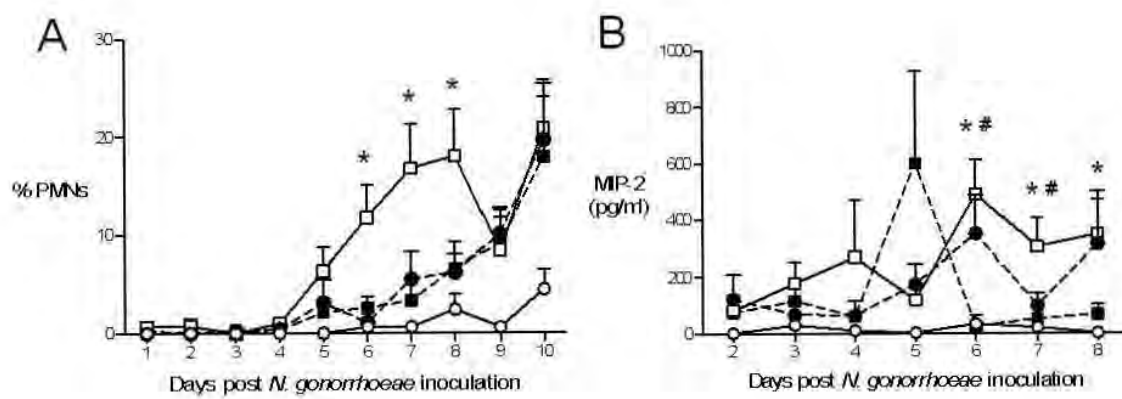 A
30
20
10
0
% PMNs
*
*
*
1 2 3 4 5 6 7 8 9 10
Days post N. gonorrhoeae inoculation
B
1000
800
600
400
200
0
MIP-2
(pg/ml)
* #
* #
*
2 3 4 5 6 7 8
Days post N. gonorrhoeae inoculation